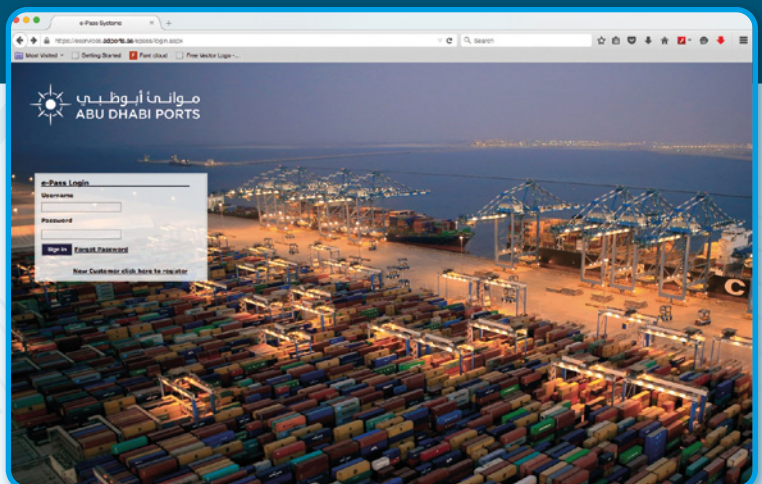 e-Pass Systems
https://eservices.adports.ae/epass/login.aspx
Search
Most Visited
Getting Started
Font cloud
Free Vector Logo -...
موانئ أبوظبي
ABU DHABI PORTS
e-Pass Login
Username
Password
Sign In Forgot Password
New Customer click here to register
C